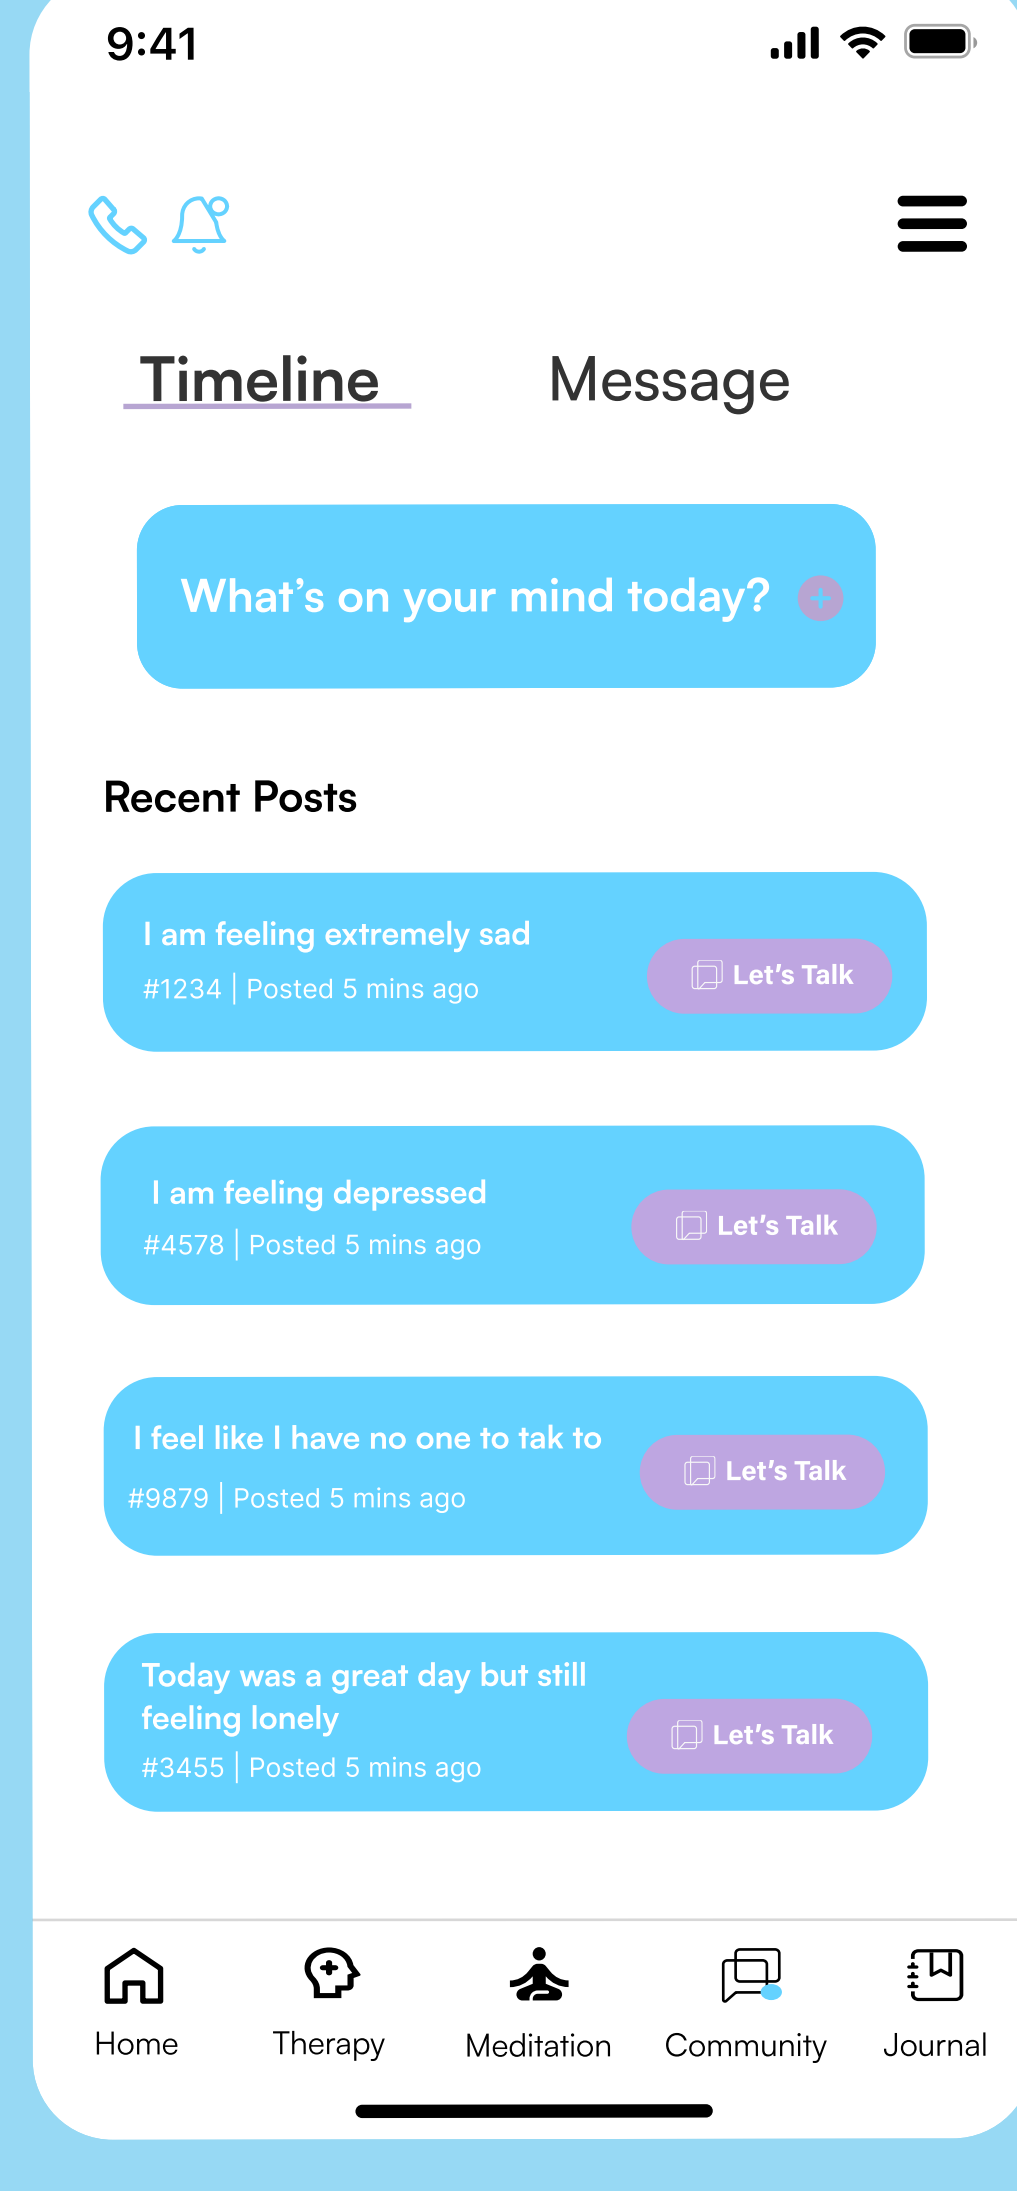 9:41
Timeline
Message
What's on your mind today?
Recent Posts
I am feeling extremely sad
#1234 | Posted 5 mins ago
Let's Talk
I am feeling depressed
#4578 | Posted 5 mins ago
Let's Talk
I feel like I have no one to tak to
#9879 | Posted 5 mins ago
Let's Talk
Today was a great day but still
feeling lonely
#3455 | Posted 5 mins ago
Let's Talk
Home
Therapy
Meditation
Community
Journal